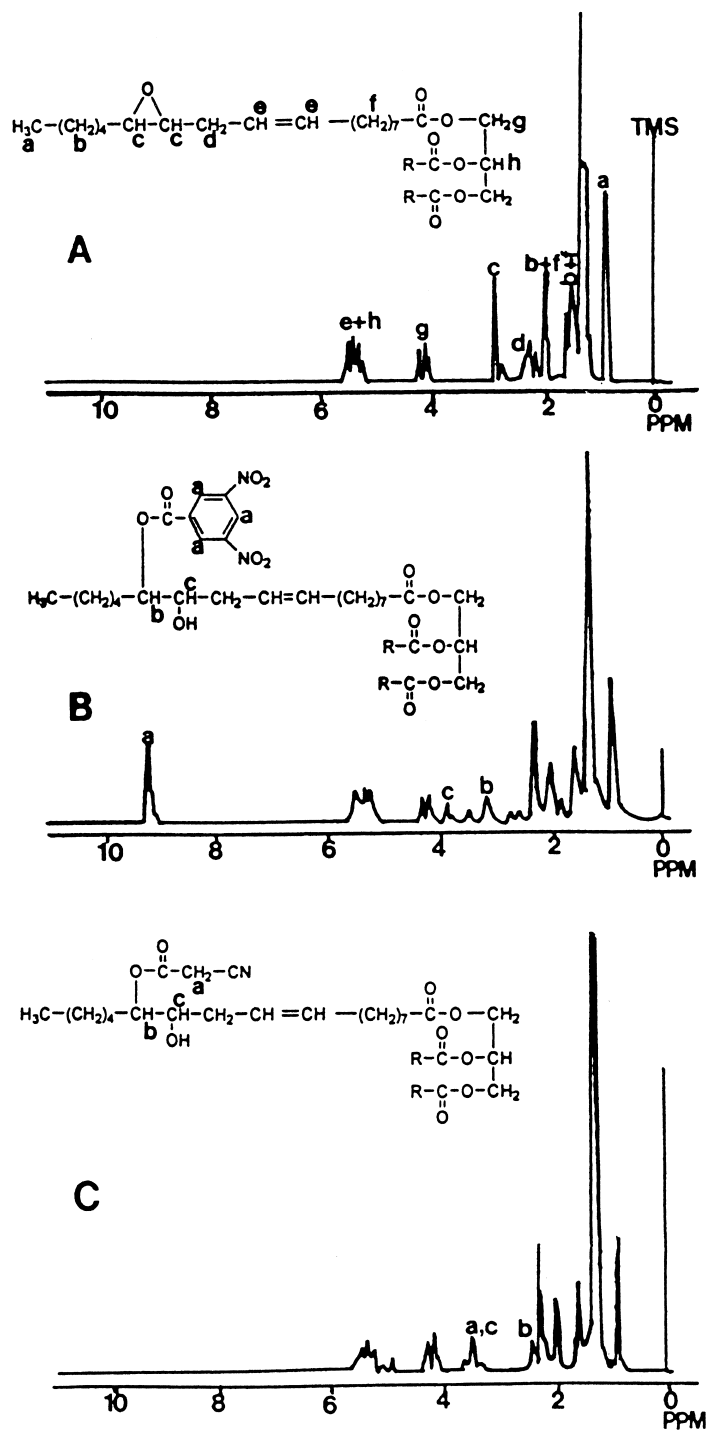 O
e e f O
H₃C–(CH₂)₄–CH–CH–CH₂–CH=CH–(CH₂)₇–C–O–CH₂g
a b c c d O
R–C–O–CHh
R–C–O–CH₂
O
TMS
A
e+h g c d b+f b+f a
10 8 6 4 2 0
PPM
O a NO₂
O–C a
a NO₂
c O
H₃C–(CH₂)₄–CH–CH–CH₂–CH=CH–(CH₂)₇–C–O–CH₂
b OH O
R–C–O–CH
R–C–O–CH₂
O
B
a c b
10 8 6 4 2 0
PPM
O
O–C–CH₂–CN
a
c O
H₃C–(CH₂)₄–CH–CH–CH₂–CH=CH–(CH₂)₇–C–O–CH₂
b OH O
R–C–O–CH
R–C–O–CH₂
O
C
a,c b
10 8 6 4 2 0
PPM